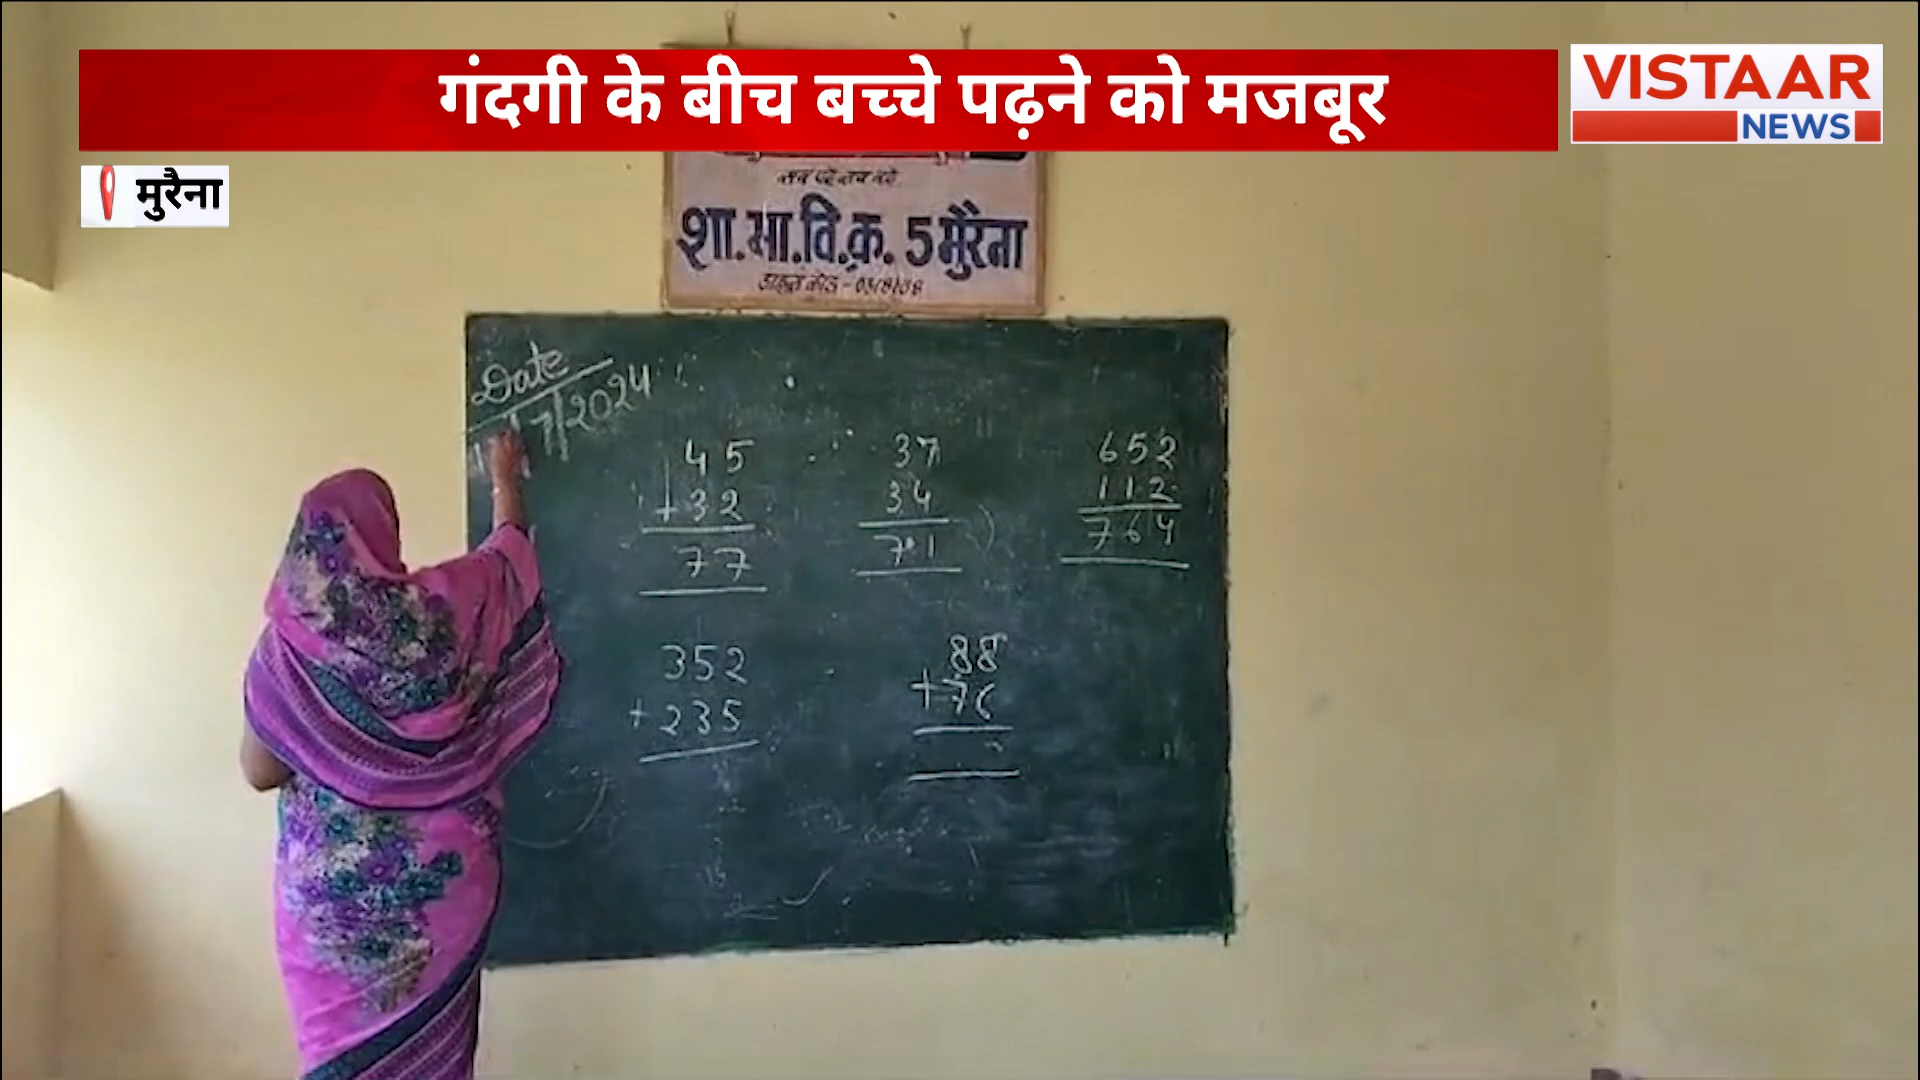 गंदगी के बीच बच्चे पढ़ने को मजबूर
VISTAAR
NEWS
मुरैना
शा.मा.वि.क्र. 5 मुरैना
Date
7/2024
45
+32
77
37
34
71
652
112
764
352
+235
88
+76